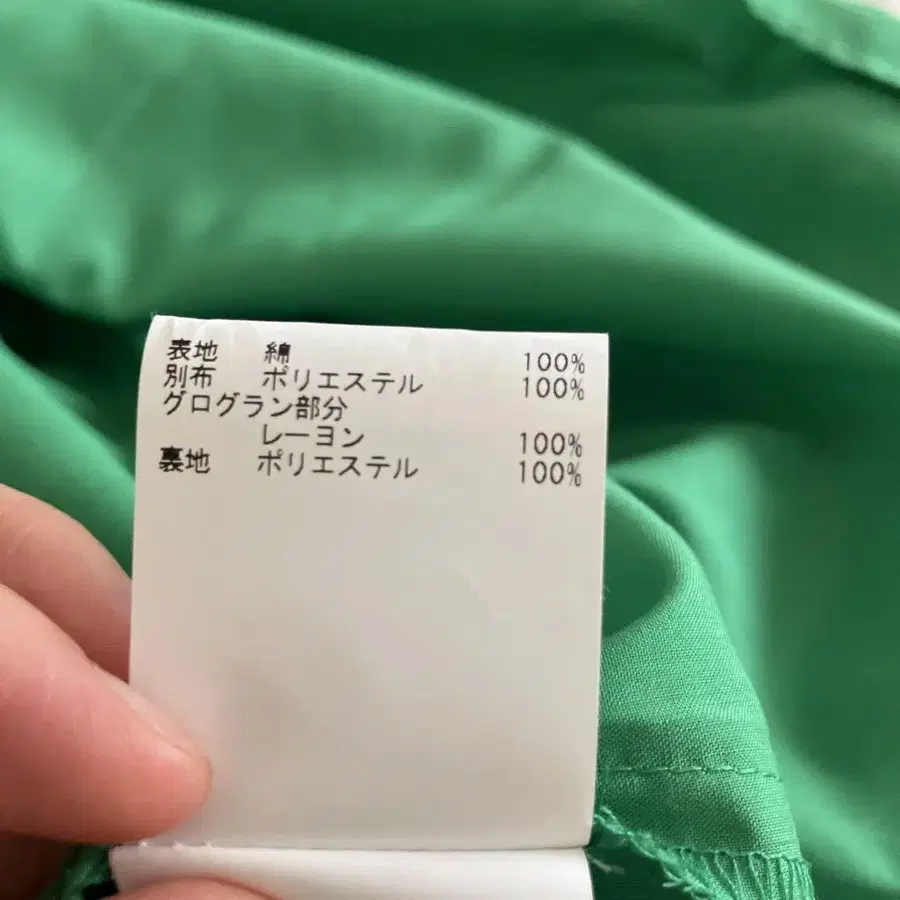 表地 綿 100%
別布 ポリエステル 100%
グログラン部分
レーヨン 100%
裏地 ポリエステル 100%